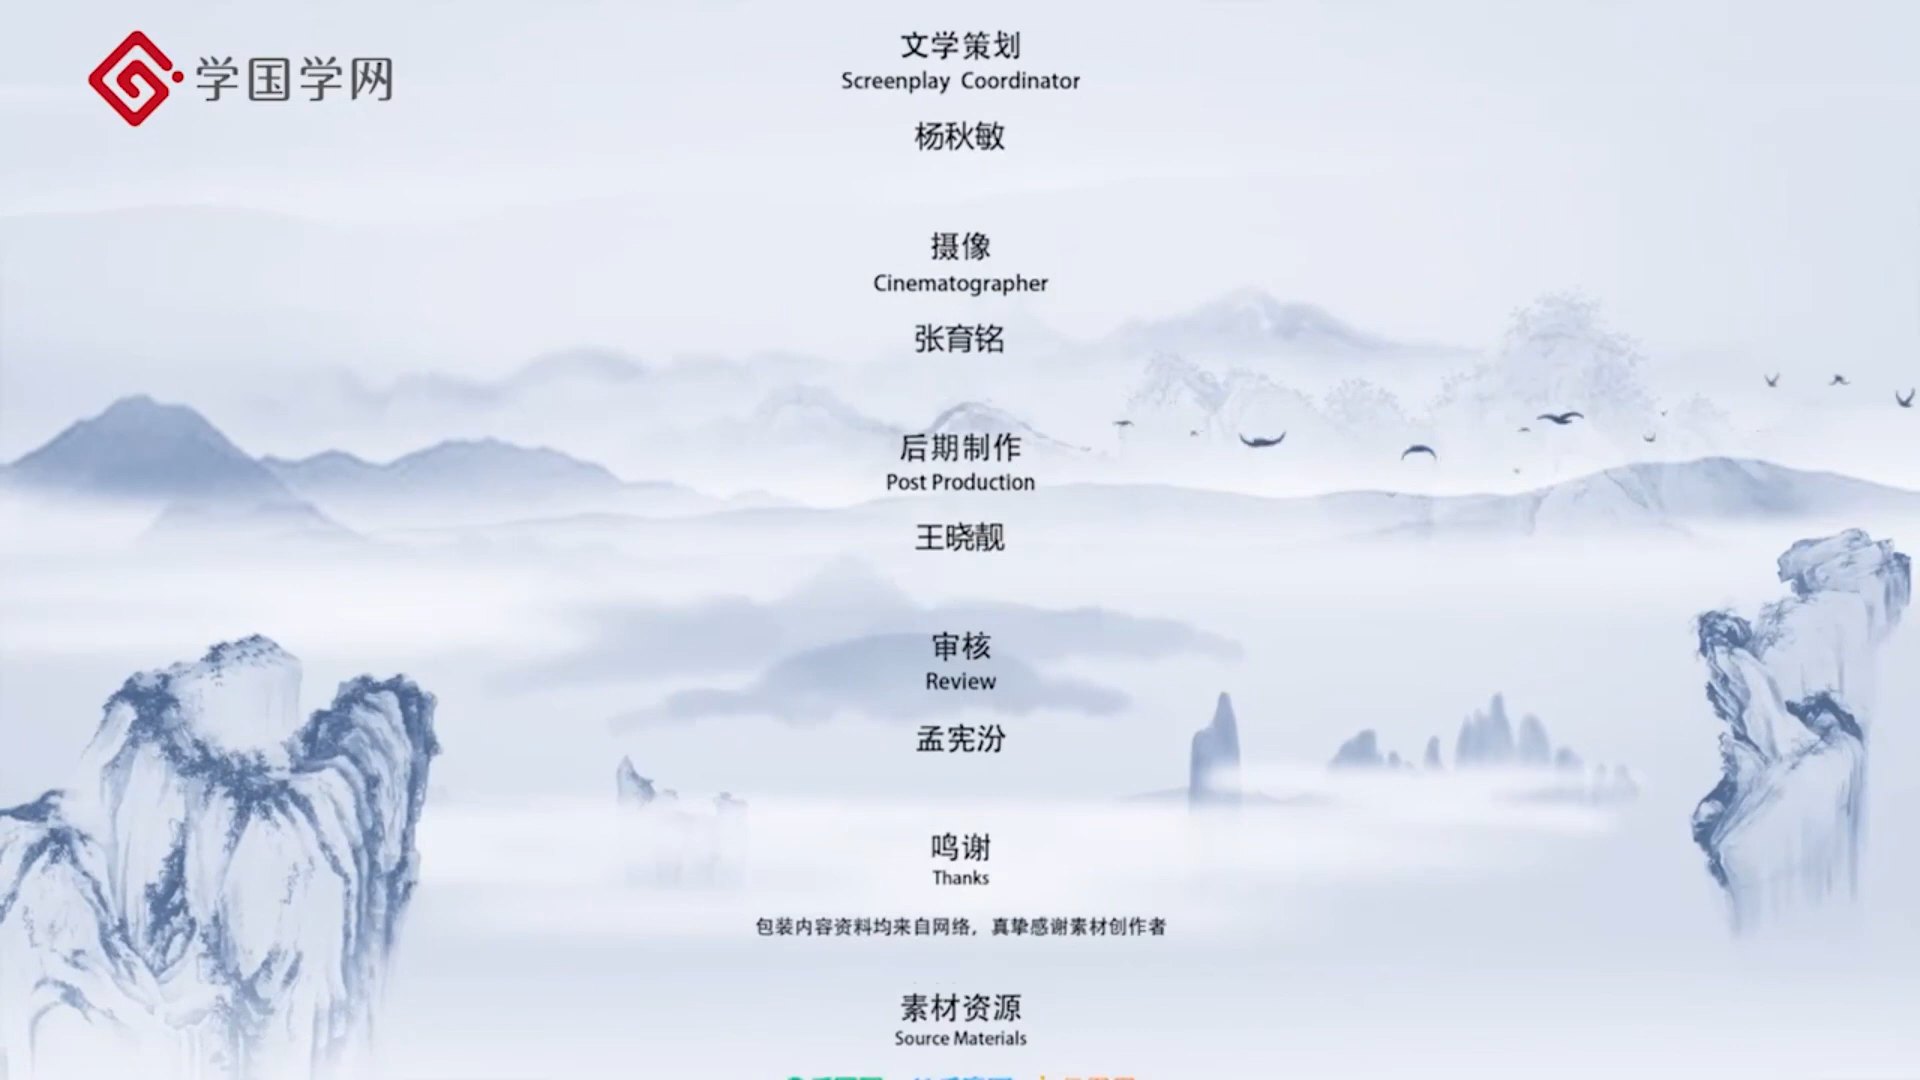 学国学网
文学策划
Screenplay Coordinator
杨秋敏
摄像
Cinematographer
张育铭
后期制作
Post Production
王晓靓
审核
Review
孟宪汾
鸣谢
Thanks
包装内容资料均来自网络，真挚感谢素材创作者
素材资源
Source Materials